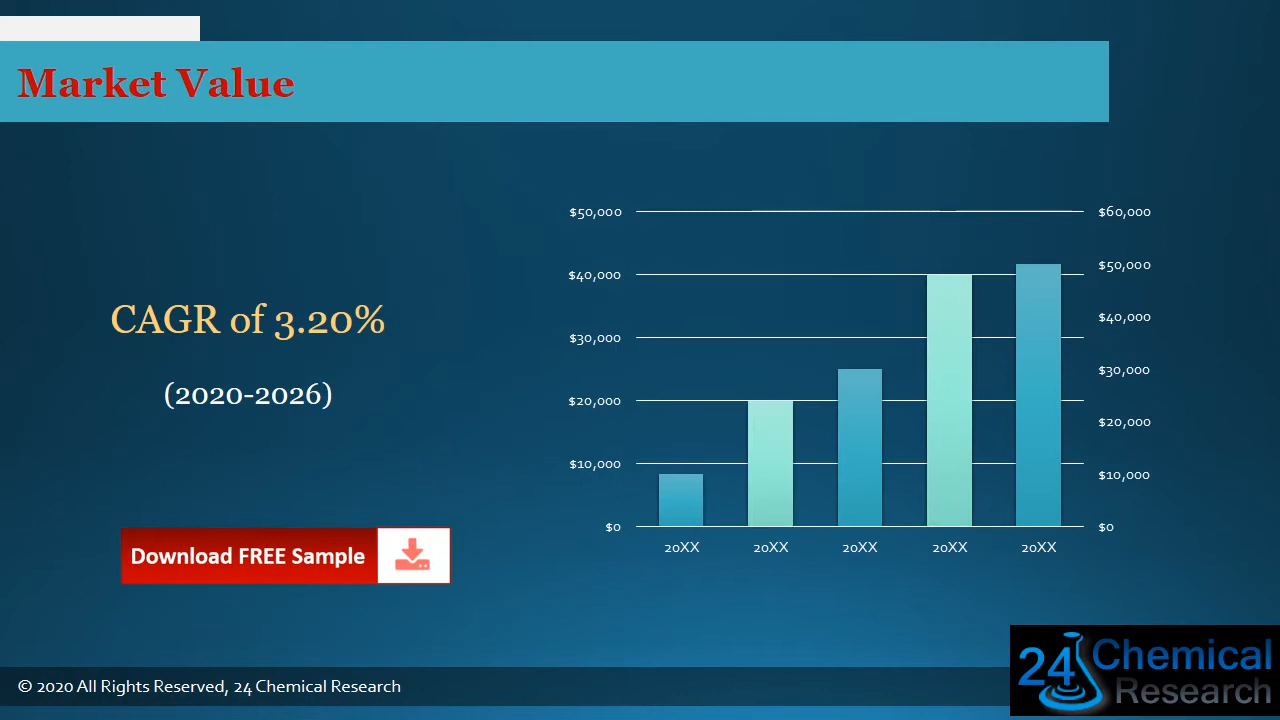 Market Value
CAGR of 3.20%
(2020-2026)
Download FREE Sample
$50,000
$40,000
$30,000
$20,000
$10,000
$0
$60,000
$50,000
$40,000
$30,000
$20,000
$10,000
$0
20XX 20XX 20XX 20XX 20XX
© 2020 All Rights Reserved, 24 Chemical Research
24 Chemical
Research